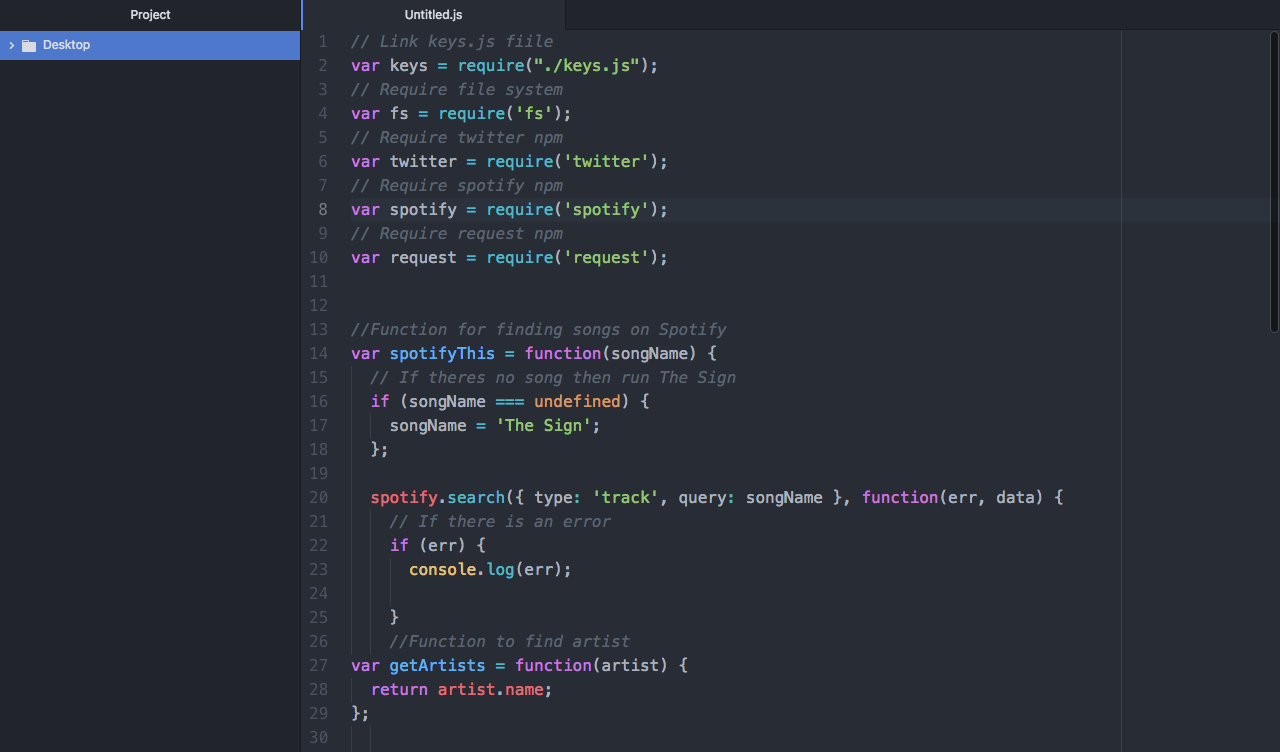 Project
Untitled.js
Desktop
1 // Link keys.js fiile
2 var keys = require("./keys.js");
3 // Require file system
4 var fs = require('fs');
5 // Require twitter npm
6 var twitter = require('twitter');
7 // Require spotify npm
8 var spotify = require('spotify');
9 // Require request npm
10 var request = require('request');
11
12
13 //Function for finding songs on Spotify
14 var spotifyThis = function(songName) {
15   // If theres no song then run The Sign
16   if (songName === undefined) {
17     songName = 'The Sign';
18   };
19
20   spotify.search({ type: 'track', query: songName }, function(err, data) {
21     // If there is an error
22     if (err) {
23       console.log(err);
24
25     }
26     //Function to find artist
27 var getArtists = function(artist) {
28   return artist.name;
29 };
30